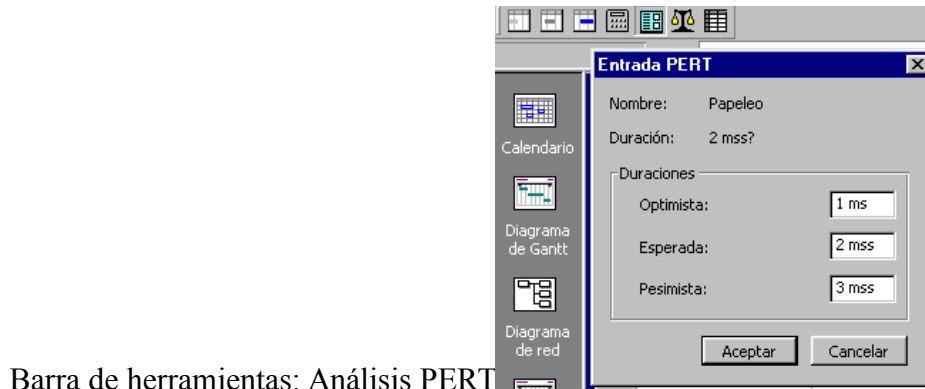 Entrada PERT
Nombre: Papeleo
Duración: 2 mss?
Duraciones
Optimista: 1 ms
Esperada: 2 mss
Pesimista: 3 mss
Aceptar Cancelar
Calendario
Diagrama
de Gantt
Diagrama
de red
Barra de herramientas: Análisis PERT